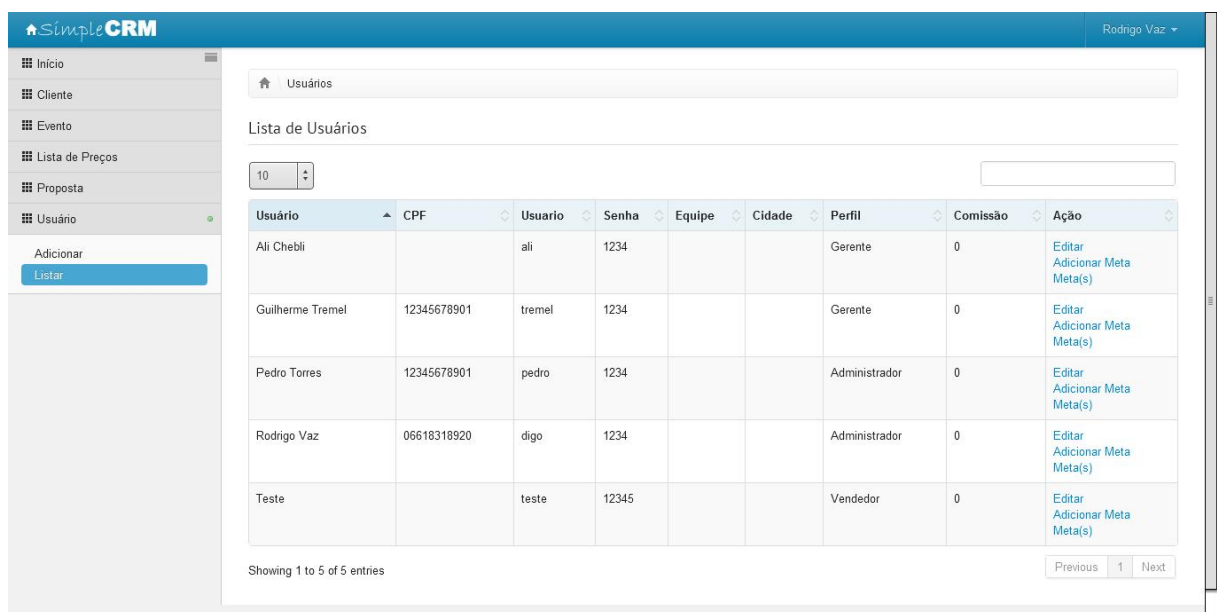 SimpleCRM
Rodrigo Vaz
Início
Cliente
Evento
Lista de Preços
Proposta
Usuário
Adicionar
Listar
Usuários
Lista de Usuários
10
Usuário CPF Usuario Senha Equipe Cidade Perfil Comissão Ação
Ali Chebli ali 1234 Gerente 0 Editar
Adicionar Meta
Meta(s)
Guilherme Tremel 12345678901 tremel 1234 Gerente 0 Editar
Adicionar Meta
Meta(s)
Pedro Torres 12345678901 pedro 1234 Administrador 0 Editar
Adicionar Meta
Meta(s)
Rodrigo Vaz 06618318920 digo 1234 Administrador 0 Editar
Adicionar Meta
Meta(s)
Teste teste 12345 Vendedor 0 Editar
Adicionar Meta
Meta(s)
Showing 1 to 5 of 5 entries
Previous 1 Next